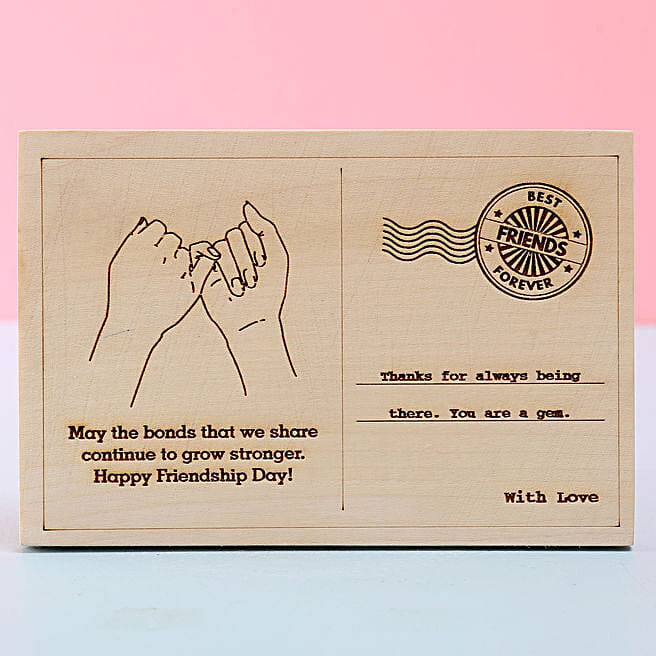 May the bonds that we share
continue to grow stronger.
Happy Friendship Day!
BEST
FRIENDS
FOREVER
Thanks for always being
there. You are a gem.
With Love